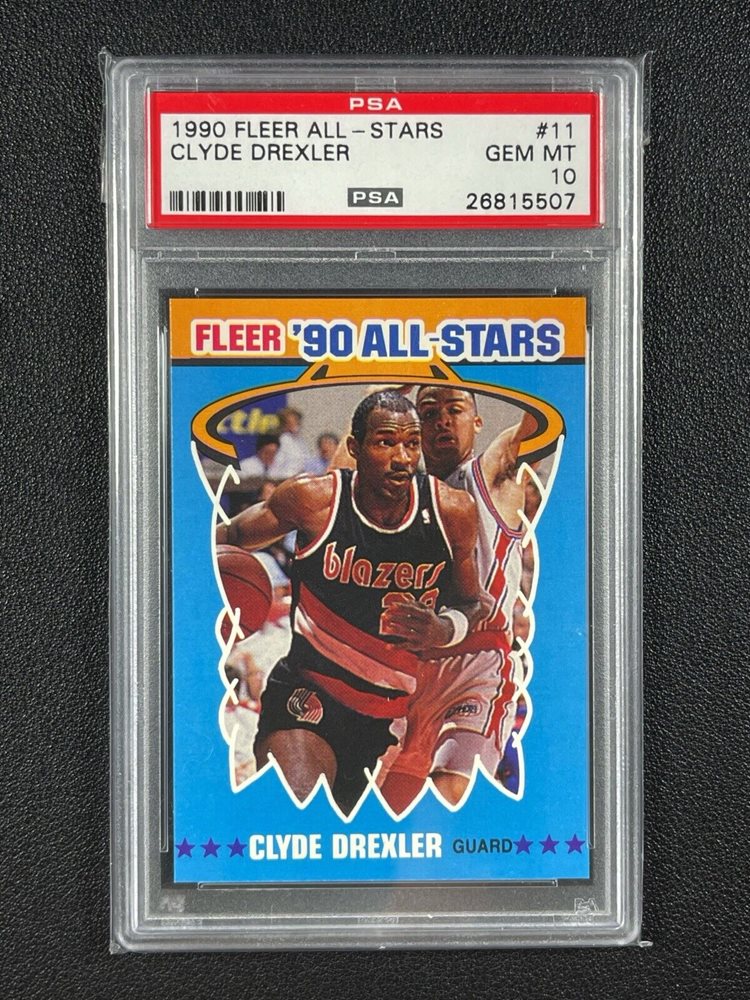 PSA
1990 FLEER ALL-STARS #11
CLYDE DREXLER GEM MT
10
PSA 26815507
FLEER '90 ALL-STARS
blazers
CLYDE DREXLER GUARD